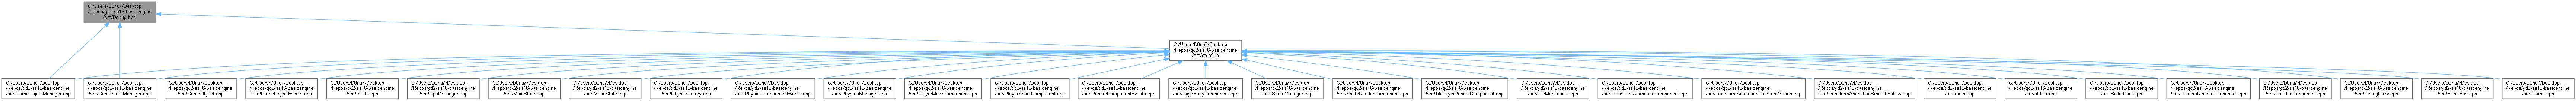 C:/Users/D0nu7/Desktop
/Repos/gd2-ss16-basicengine
/src/Debug.hpp
C:/Users/D0nu7/Desktop
/Repos/gd2-ss16-basicengine
/src/stdafx.h
C:/Users/D0nu7/Desktop
/Repos/gd2-ss16-basicengine
/src/GameObjectManager.cpp
C:/Users/D0nu7/Desktop
/Repos/gd2-ss16-basicengine
/src/GameStateManager.cpp
C:/Users/D0nu7/Desktop
/Repos/gd2-ss16-basicengine
/src/GameObject.cpp
C:/Users/D0nu7/Desktop
/Repos/gd2-ss16-basicengine
/src/GameObjectEvents.cpp
C:/Users/D0nu7/Desktop
/Repos/gd2-ss16-basicengine
/src/IState.cpp
C:/Users/D0nu7/Desktop
/Repos/gd2-ss16-basicengine
/src/InputManager.cpp
C:/Users/D0nu7/Desktop
/Repos/gd2-ss16-basicengine
/src/MainState.cpp
C:/Users/D0nu7/Desktop
/Repos/gd2-ss16-basicengine
/src/MenuState.cpp
C:/Users/D0nu7/Desktop
/Repos/gd2-ss16-basicengine
/src/ObjectFactory.cpp
C:/Users/D0nu7/Desktop
/Repos/gd2-ss16-basicengine
/src/PhysicsComponentEvents.cpp
C:/Users/D0nu7/Desktop
/Repos/gd2-ss16-basicengine
/src/PhysicsManager.cpp
C:/Users/D0nu7/Desktop
/Repos/gd2-ss16-basicengine
/src/PlayerMoveComponent.cpp
C:/Users/D0nu7/Desktop
/Repos/gd2-ss16-basicengine
/src/PlayerShootComponent.cpp
C:/Users/D0nu7/Desktop
/Repos/gd2-ss16-basicengine
/src/RenderComponentEvents.cpp
C:/Users/D0nu7/Desktop
/Repos/gd2-ss16-basicengine
/src/RigidBodyComponent.cpp
C:/Users/D0nu7/Desktop
/Repos/gd2-ss16-basicengine
/src/SpriteManager.cpp
C:/Users/D0nu7/Desktop
/Repos/gd2-ss16-basicengine
/src/SpriteRenderComponent.cpp
C:/Users/D0nu7/Desktop
/Repos/gd2-ss16-basicengine
/src/TileLayerRenderComponent.cpp
C:/Users/D0nu7/Desktop
/Repos/gd2-ss16-basicengine
/src/TileMapLoader.cpp
C:/Users/D0nu7/Desktop
/Repos/gd2-ss16-basicengine
/src/TransformAnimationComponent.cpp
C:/Users/D0nu7/Desktop
/Repos/gd2-ss16-basicengine
/src/TransformAnimationConstantMotion.cpp
C:/Users/D0nu7/Desktop
/Repos/gd2-ss16-basicengine
/src/TransformAnimationSmoothFollow.cpp
C:/Users/D0nu7/Desktop
/Repos/gd2-ss16-basicengine
/src/main.cpp
C:/Users/D0nu7/Desktop
/Repos/gd2-ss16-basicengine
/src/stdafx.cpp
C:/Users/D0nu7/Desktop
/Repos/gd2-ss16-basicengine
/src/BulletPool.cpp
C:/Users/D0nu7/Desktop
/Repos/gd2-ss16-basicengine
/src/CameraRenderComponent.cpp
C:/Users/D0nu7/Desktop
/Repos/gd2-ss16-basicengine
/src/ColliderComponent.cpp
C:/Users/D0nu7/Desktop
/Repos/gd2-ss16-basicengine
/src/DebugDraw.cpp
C:/Users/D0nu7/Desktop
/Repos/gd2-ss16-basicengine
/src/EventBus.cpp
C:/Users/D0nu7/Desktop
/Repos/gd2-ss16-basicengine
/src/Game.cpp